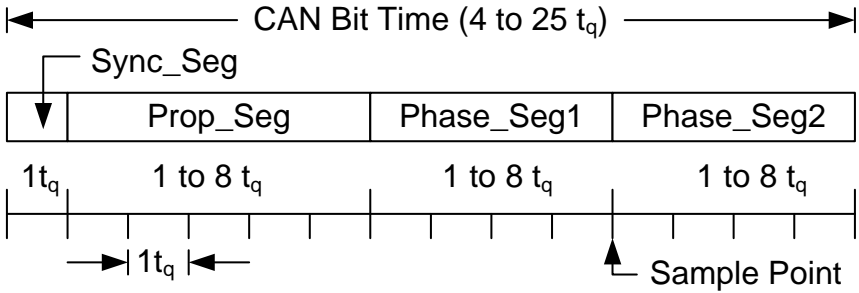 CAN Bit Time (4 to 25 tq)
Sync_Seg
Prop_Seg Phase_Seg1 Phase_Seg2
1tq 1 to 8 tq 1 to 8 tq 1 to 8 tq
1tq
Sample Point